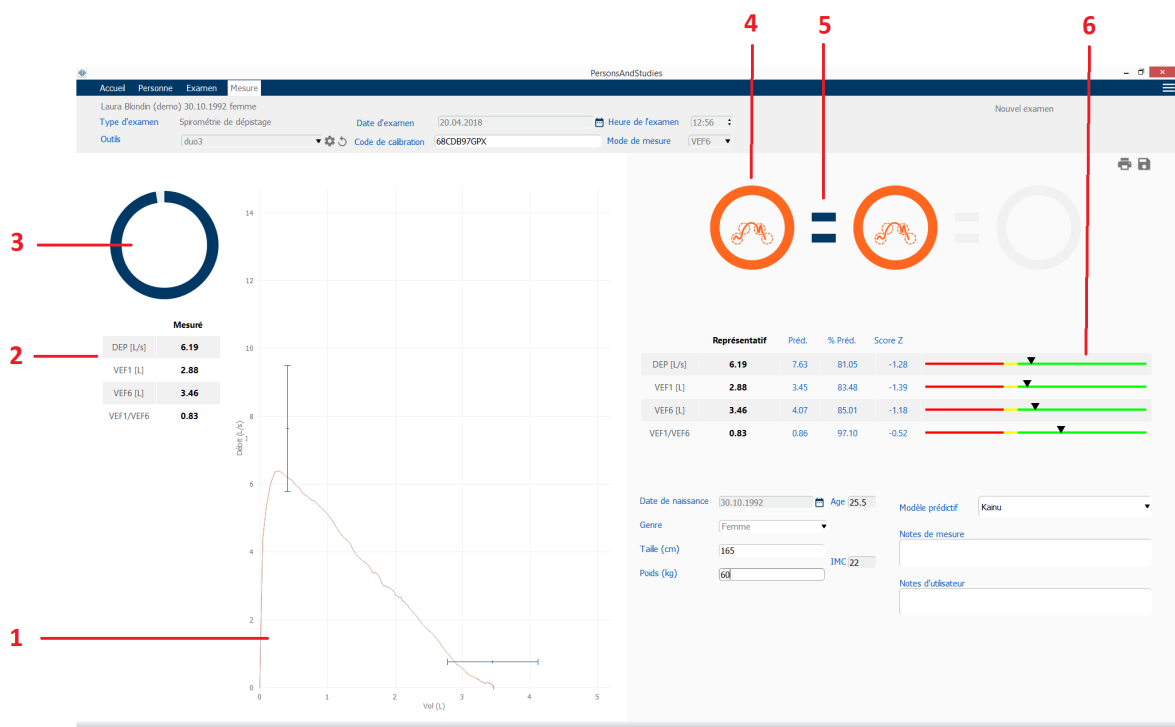 4 5 6
PersonsAndStudies
Accueil Personne Examen Mesure
Laura Blondin (demo) 30.10.1992 femme
Nouvel examen
Type d'examen Spirométrie de dépistage Date d'examen 20.04.2018 Heure de l'examen 12:56
Outils duo3 Code de calibration 68CDB97GPX Mode de mesure VEF6
3
Mesuré
2
DEP [L/s] 6.19
VEF1 [L] 2.88
VEF6 [L] 3.46
VEF1/VEF6 0.83
14
12
10
8
6
4
2
0
Débit (L/s)
1
0 1 2 3 4 5
Vol (L)
1
Représentatif Préd. % Préd. Score Z
DEP [L/s] 6.19 7.63 81.05 -1.28
VEF1 [L] 2.88 3.45 83.48 -1.39
VEF6 [L] 3.46 4.07 85.01 -1.18
VEF1/VEF6 0.83 0.86 97.10 -0.52
Date de naissance 30.10.1992 Age 25.5
Genre Femme
Taille (cm) 165
IMC 22
Poids (kg) 60
Modèle prédictif Kainu
Notes de mesure
Notes d'utilisateur